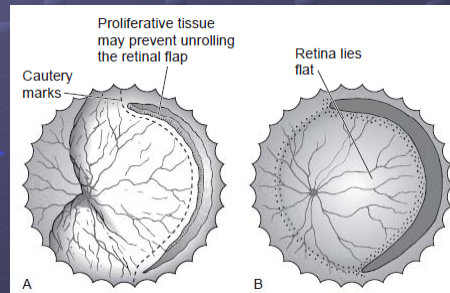 Proliferative tissue
may prevent unrolling
the retinal flap
Cautery
marks
Retina lies
flat
A
B